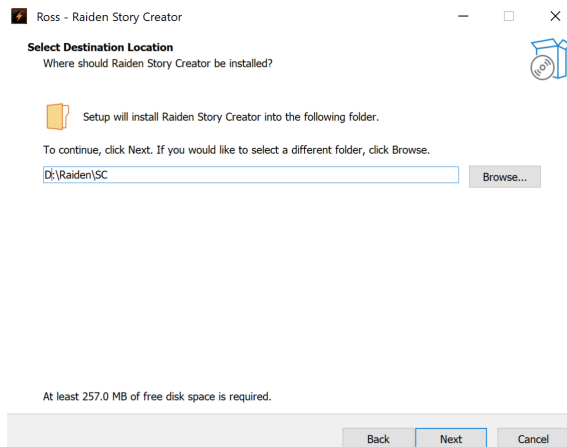 Ross - Raiden Story Creator
Select Destination Location
Where should Raiden Story Creator be installed?
Setup will install Raiden Story Creator into the following folder.
To continue, click Next. If you would like to select a different folder, click Browse.
D:\Raiden\SC
Browse...
At least 257.0 MB of free disk space is required.
Back
Next
Cancel